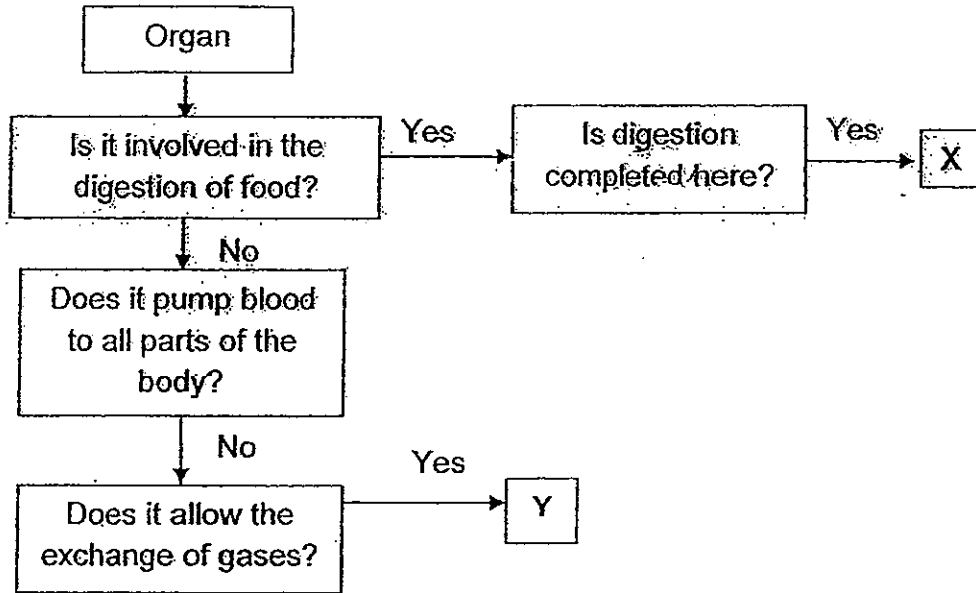 Organ
Is it involved in the
digestion of food?
Yes
Is digestion
completed here?
Yes
X
No
Does it pump blood
to all parts of the
body?
No
Yes
Does it allow the
exchange of gases?
Y